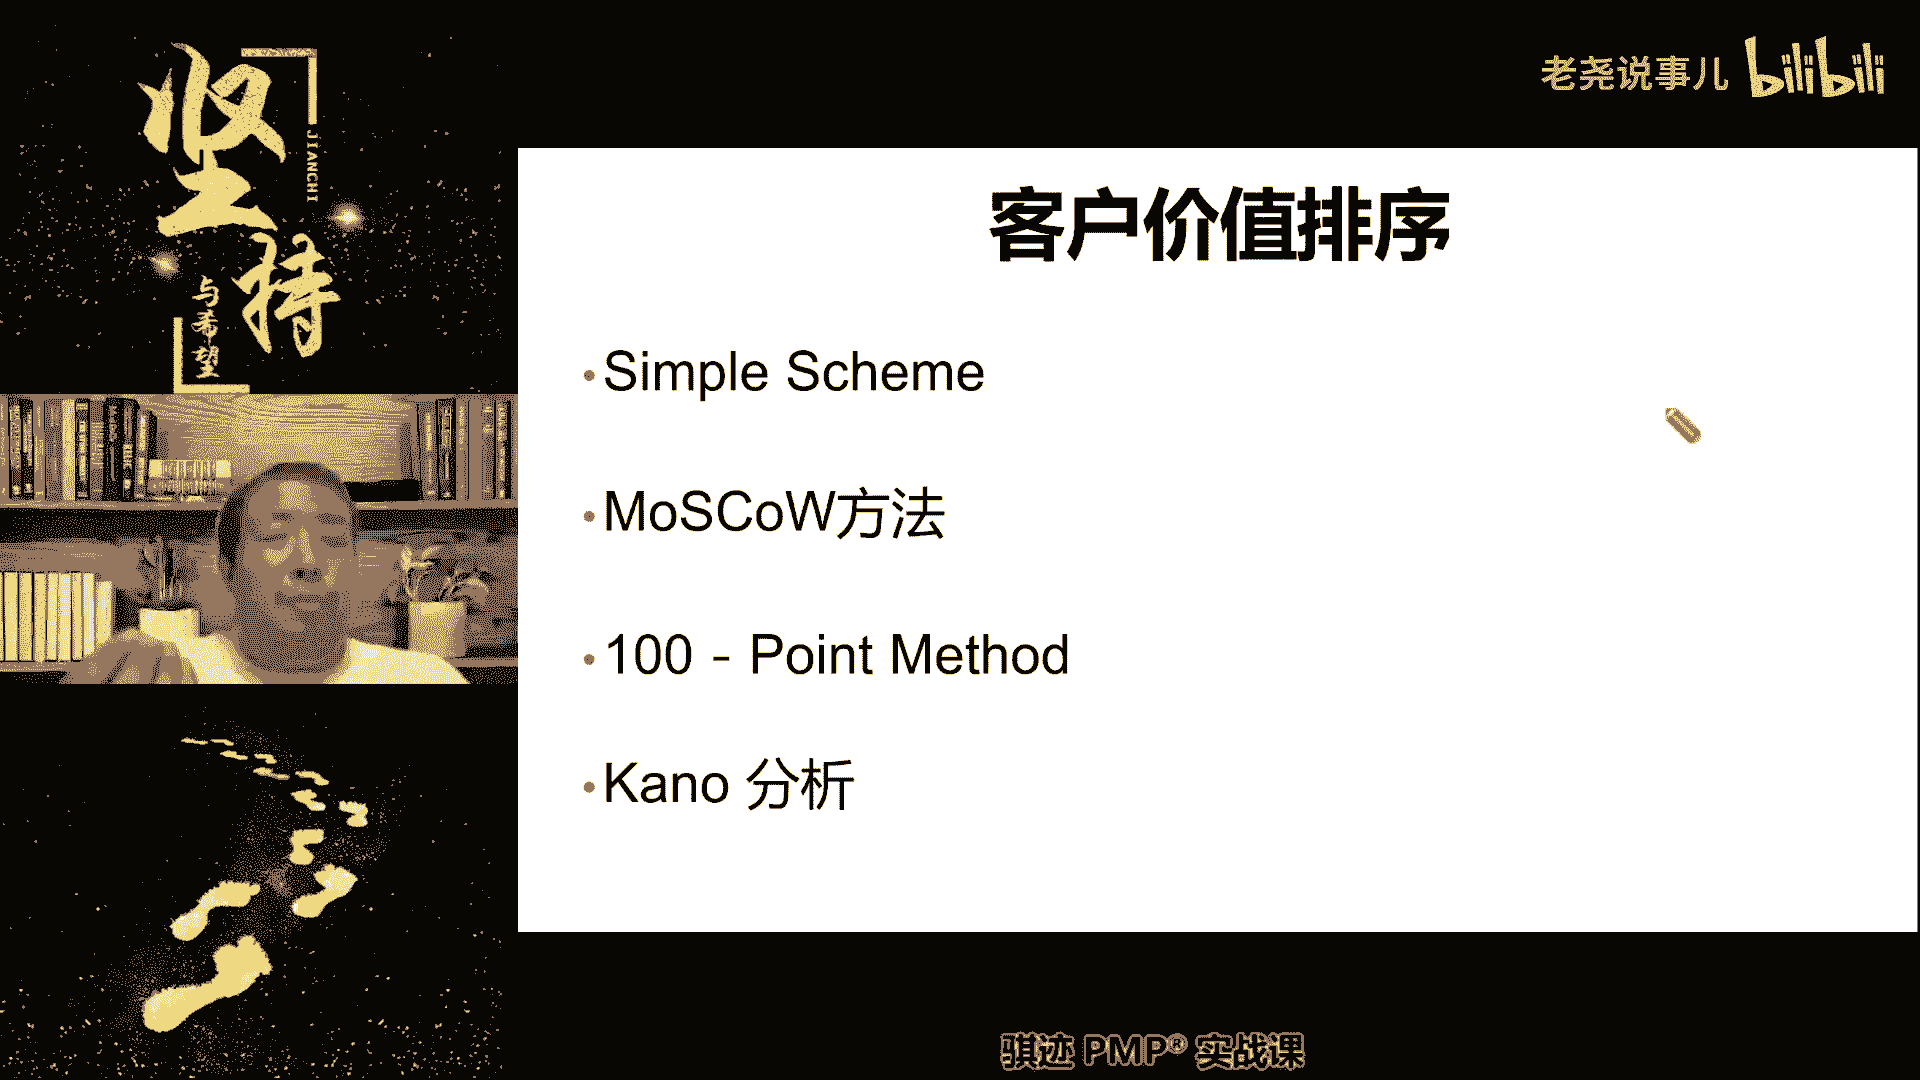 坚持
JIANCHI
与希望
老尧说事儿 bilibili
客户价值排序
•Simple Scheme
•MoSCoW方法
•100 - Point Method
•Kano 分析
骐迹 PMP® 实战课